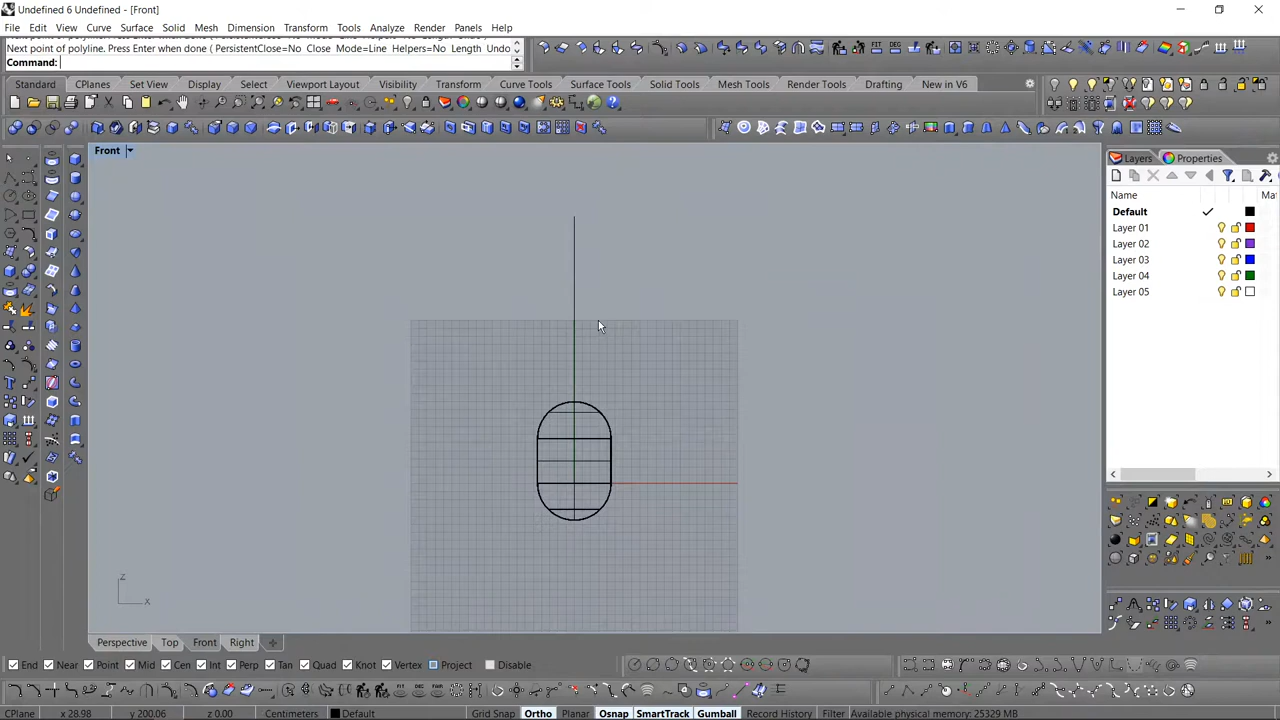 Undefined 6 Undefined - [Front]
File Edit View Curve Surface Solid Mesh Dimension Transform Tools Analyze Render Panels Help
Next point of polyline. Press Enter when done ( PersistentClose=No Close Mode=Line Helpers=No Length Undo
Command:
Standard CPlanes Set View Display Select Viewport Layout Visibility Transform Curve Tools Surface Tools Solid Tools Mesh Tools Render Tools Drafting New in V6
Front
Layers Properties
Name Ma
Default
Layer 01
Layer 02
Layer 03
Layer 04
Layer 05
z
x
Perspective Top Front Right
End Near Point Mid Cen Int Perp Tan Quad Knot Vertex Project Disable
CPlane x 28.98 y 200.06 z 0.00 Centimeters Default Grid Snap Ortho Planar Osnap SmartTrack Gumball Record History Filter Available physical memory: 25329 MB